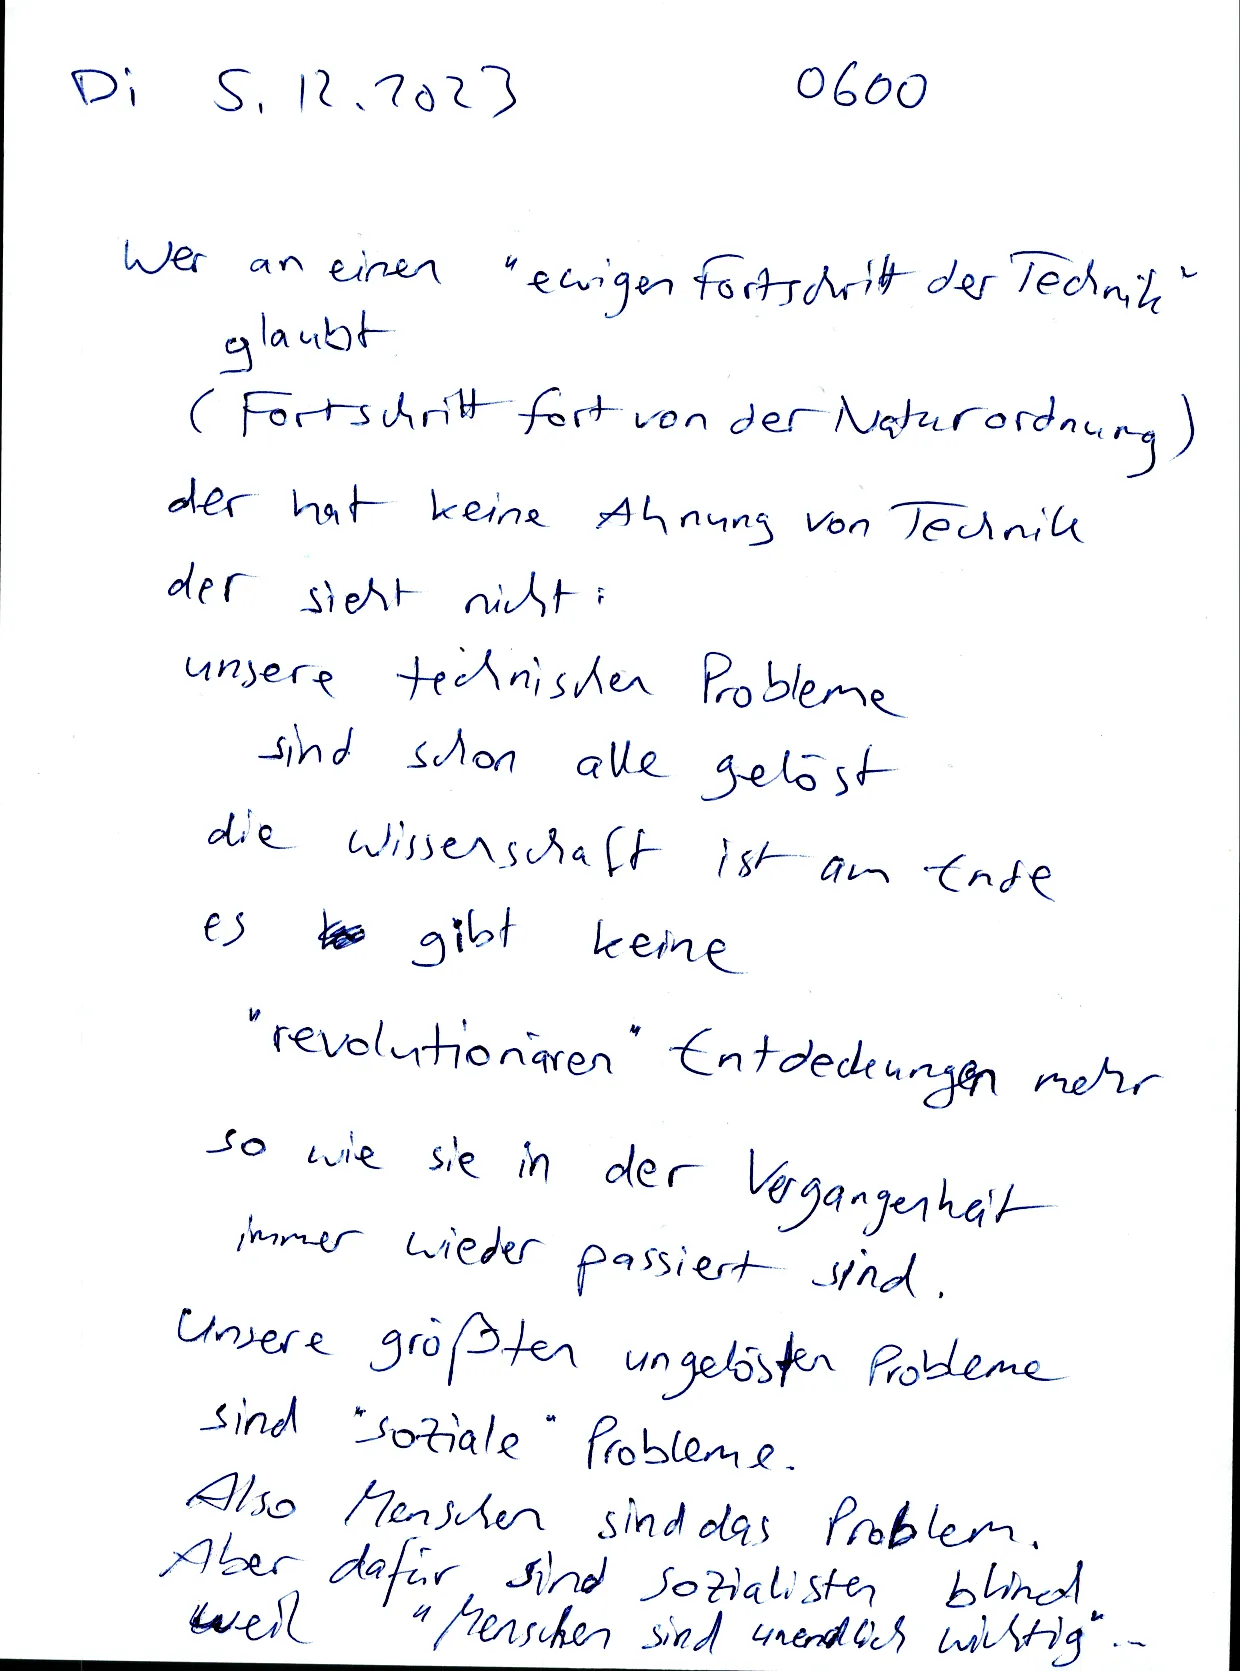 Di 5.12.2023 0600
Wer an einen "ewigen Fortschritt der Technik"
glaubt
(Fortschritt fort von der Naturordnung)
der hat keine Ahnung von Technik
der sieht nicht:
unsere technischen Probleme
sind schon alle gelöst
die Wissenschaft ist am Ende
es gibt keine
"revolutionären" Entdeckungen mehr
so wie sie in der Vergangenheit
immer wieder passiert sind.
Unsere größten ungelösten Probleme
sind "soziale" Probleme.
Also Menschen sind das Problem.
Aber dafür sind Sozialisten blind
weil "Menschen sind unendlich wichtig"...